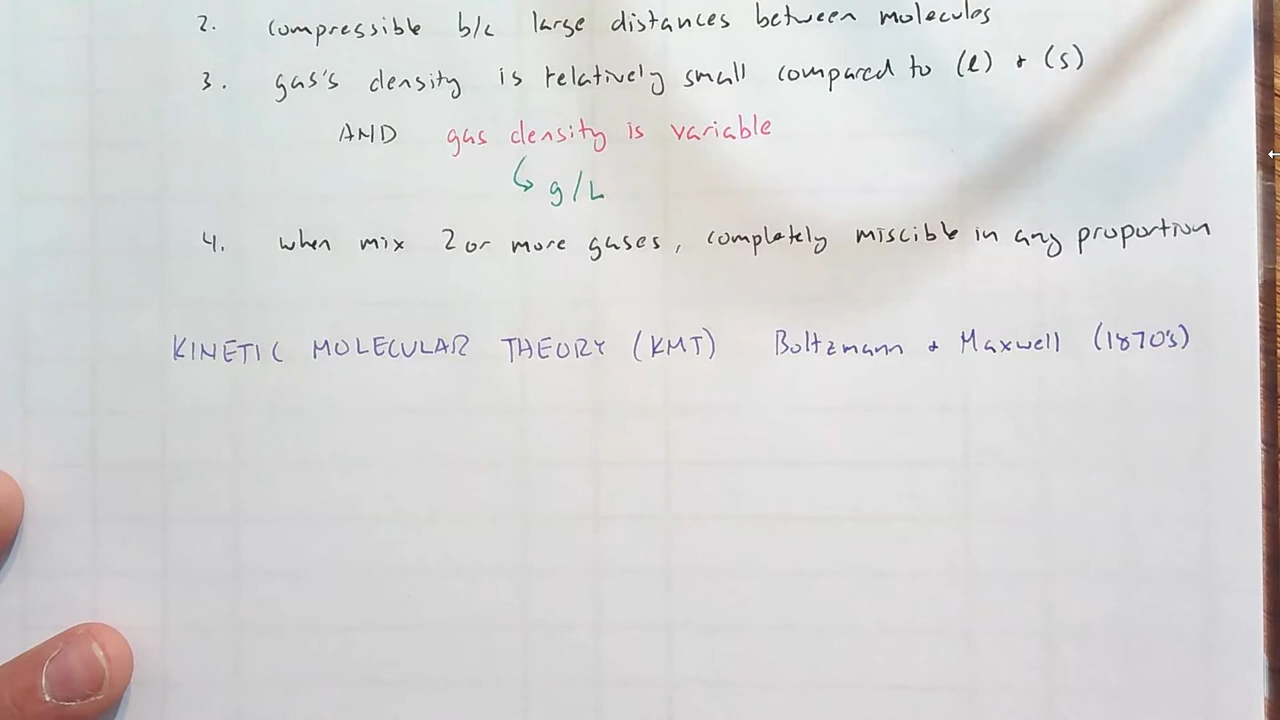 2. compressible b/c large distances between molecules
3. gas's density is relatively small compared to (l) + (s)
AND gas density is variable
↳ g/L
4. when mix 2 or more gases, completely miscible in any proportion
KINETIC MOLECULAR THEORY (KMT) Boltzmann + Maxwell (1870's)